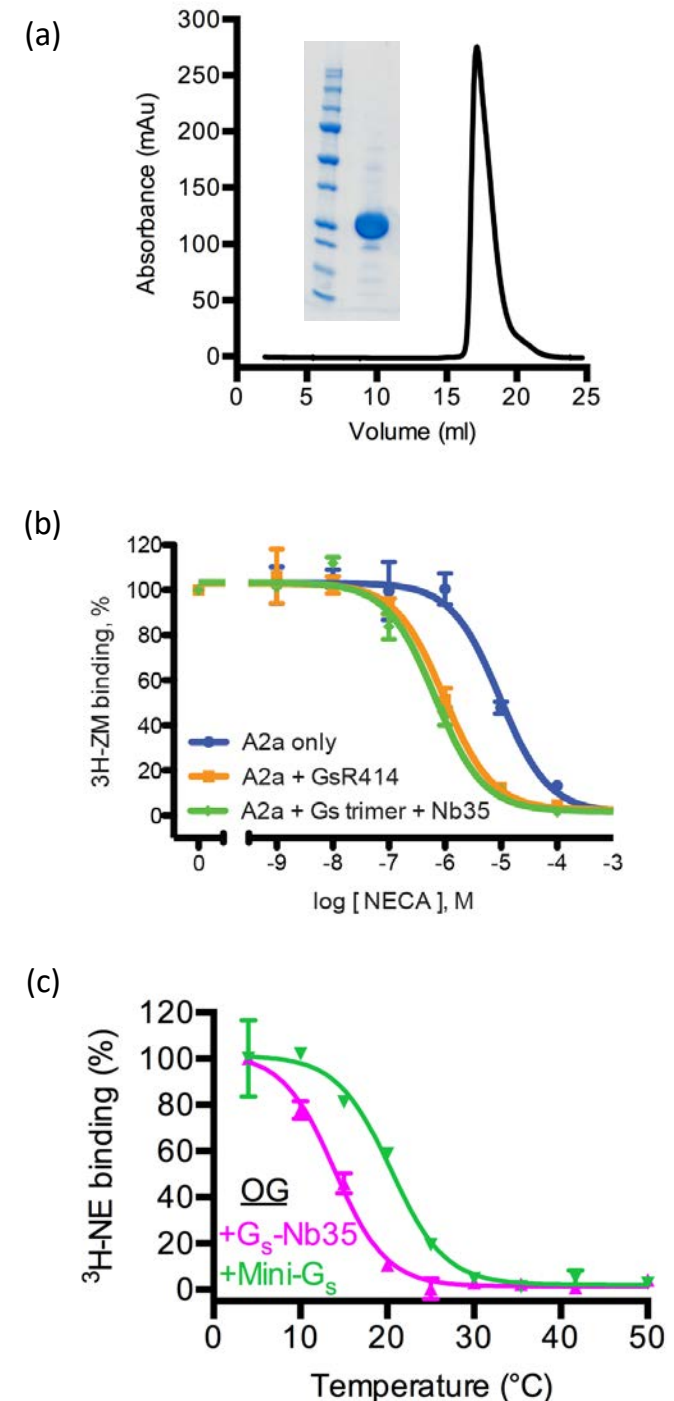 (a)
300
250
200
150
100
50
0
Absorbance (mAu)
0 5 10 15 20 25
Volume (ml)
(b)
120
100
80
60
40
20
0
3H-ZM binding, %
A2a only
A2a + GsR414
A2a + Gs trimer + Nb35
0 -9 -8 -7 -6 -5 -4 -3
log [ NECA ], M
(c)
120
100
80
60
40
20
0
³H-NE binding (%)
OG
+Gₛ-Nb35
+Mini-Gₛ
0 10 20 30 40 50
Temperature (°C)